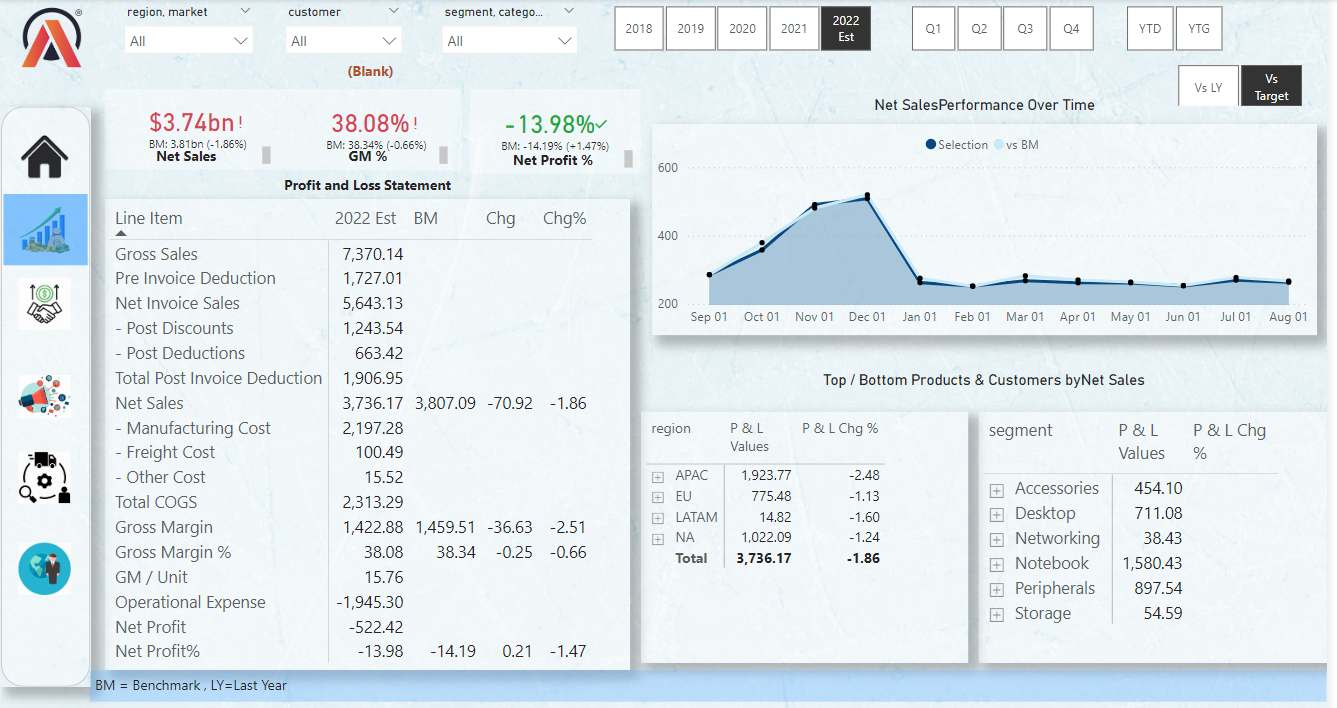 region, market
customer
segment, catego...
All
All
All
2018
2019
2020
2021
2022
Est
Q1
Q2
Q3
Q4
YTD
YTG
(Blank)
Vs LY
Vs
Target
$3.74bn!
BM: 3.81bn (-1.86%)
Net Sales
38.08%!
BM: 38.34% (-0.66%)
GM %
-13.98%✓
BM: -14.19% (+1.47%)
Net Profit %
Profit and Loss Statement
Line Item 2022 Est BM Chg Chg%
Gross Sales 7,370.14
Pre Invoice Deduction 1,727.01
Net Invoice Sales 5,643.13
- Post Discounts 1,243.54
- Post Deductions 663.42
Total Post Invoice Deduction 1,906.95
Net Sales 3,736.17 3,807.09 -70.92 -1.86
- Manufacturing Cost 2,197.28
- Freight Cost 100.49
- Other Cost 15.52
Total COGS 2,313.29
Gross Margin 1,422.88 1,459.51 -36.63 -2.51
Gross Margin % 38.08 38.34 -0.25 -0.66
GM / Unit 15.76
Operational Expense -1,945.30
Net Profit -522.42
Net Profit% -13.98 -14.19 0.21 -1.47
Net SalesPerformance Over Time
Selection vs BM
600
400
200
Sep 01 Oct 01 Nov 01 Dec 01 Jan 01 Feb 01 Mar 01 Apr 01 May 01 Jun 01 Jul 01 Aug 01
Top / Bottom Products & Customers byNet Sales
region P & L Values P & L Chg %
APAC 1,923.77 -2.48
EU 775.48 -1.13
LATAM 14.82 -1.60
NA 1,022.09 -1.24
Total 3,736.17 -1.86
segment P & L Values P & L Chg %
Accessories 454.10
Desktop 711.08
Networking 38.43
Notebook 1,580.43
Peripherals 897.54
Storage 54.59
BM = Benchmark , LY=Last Year